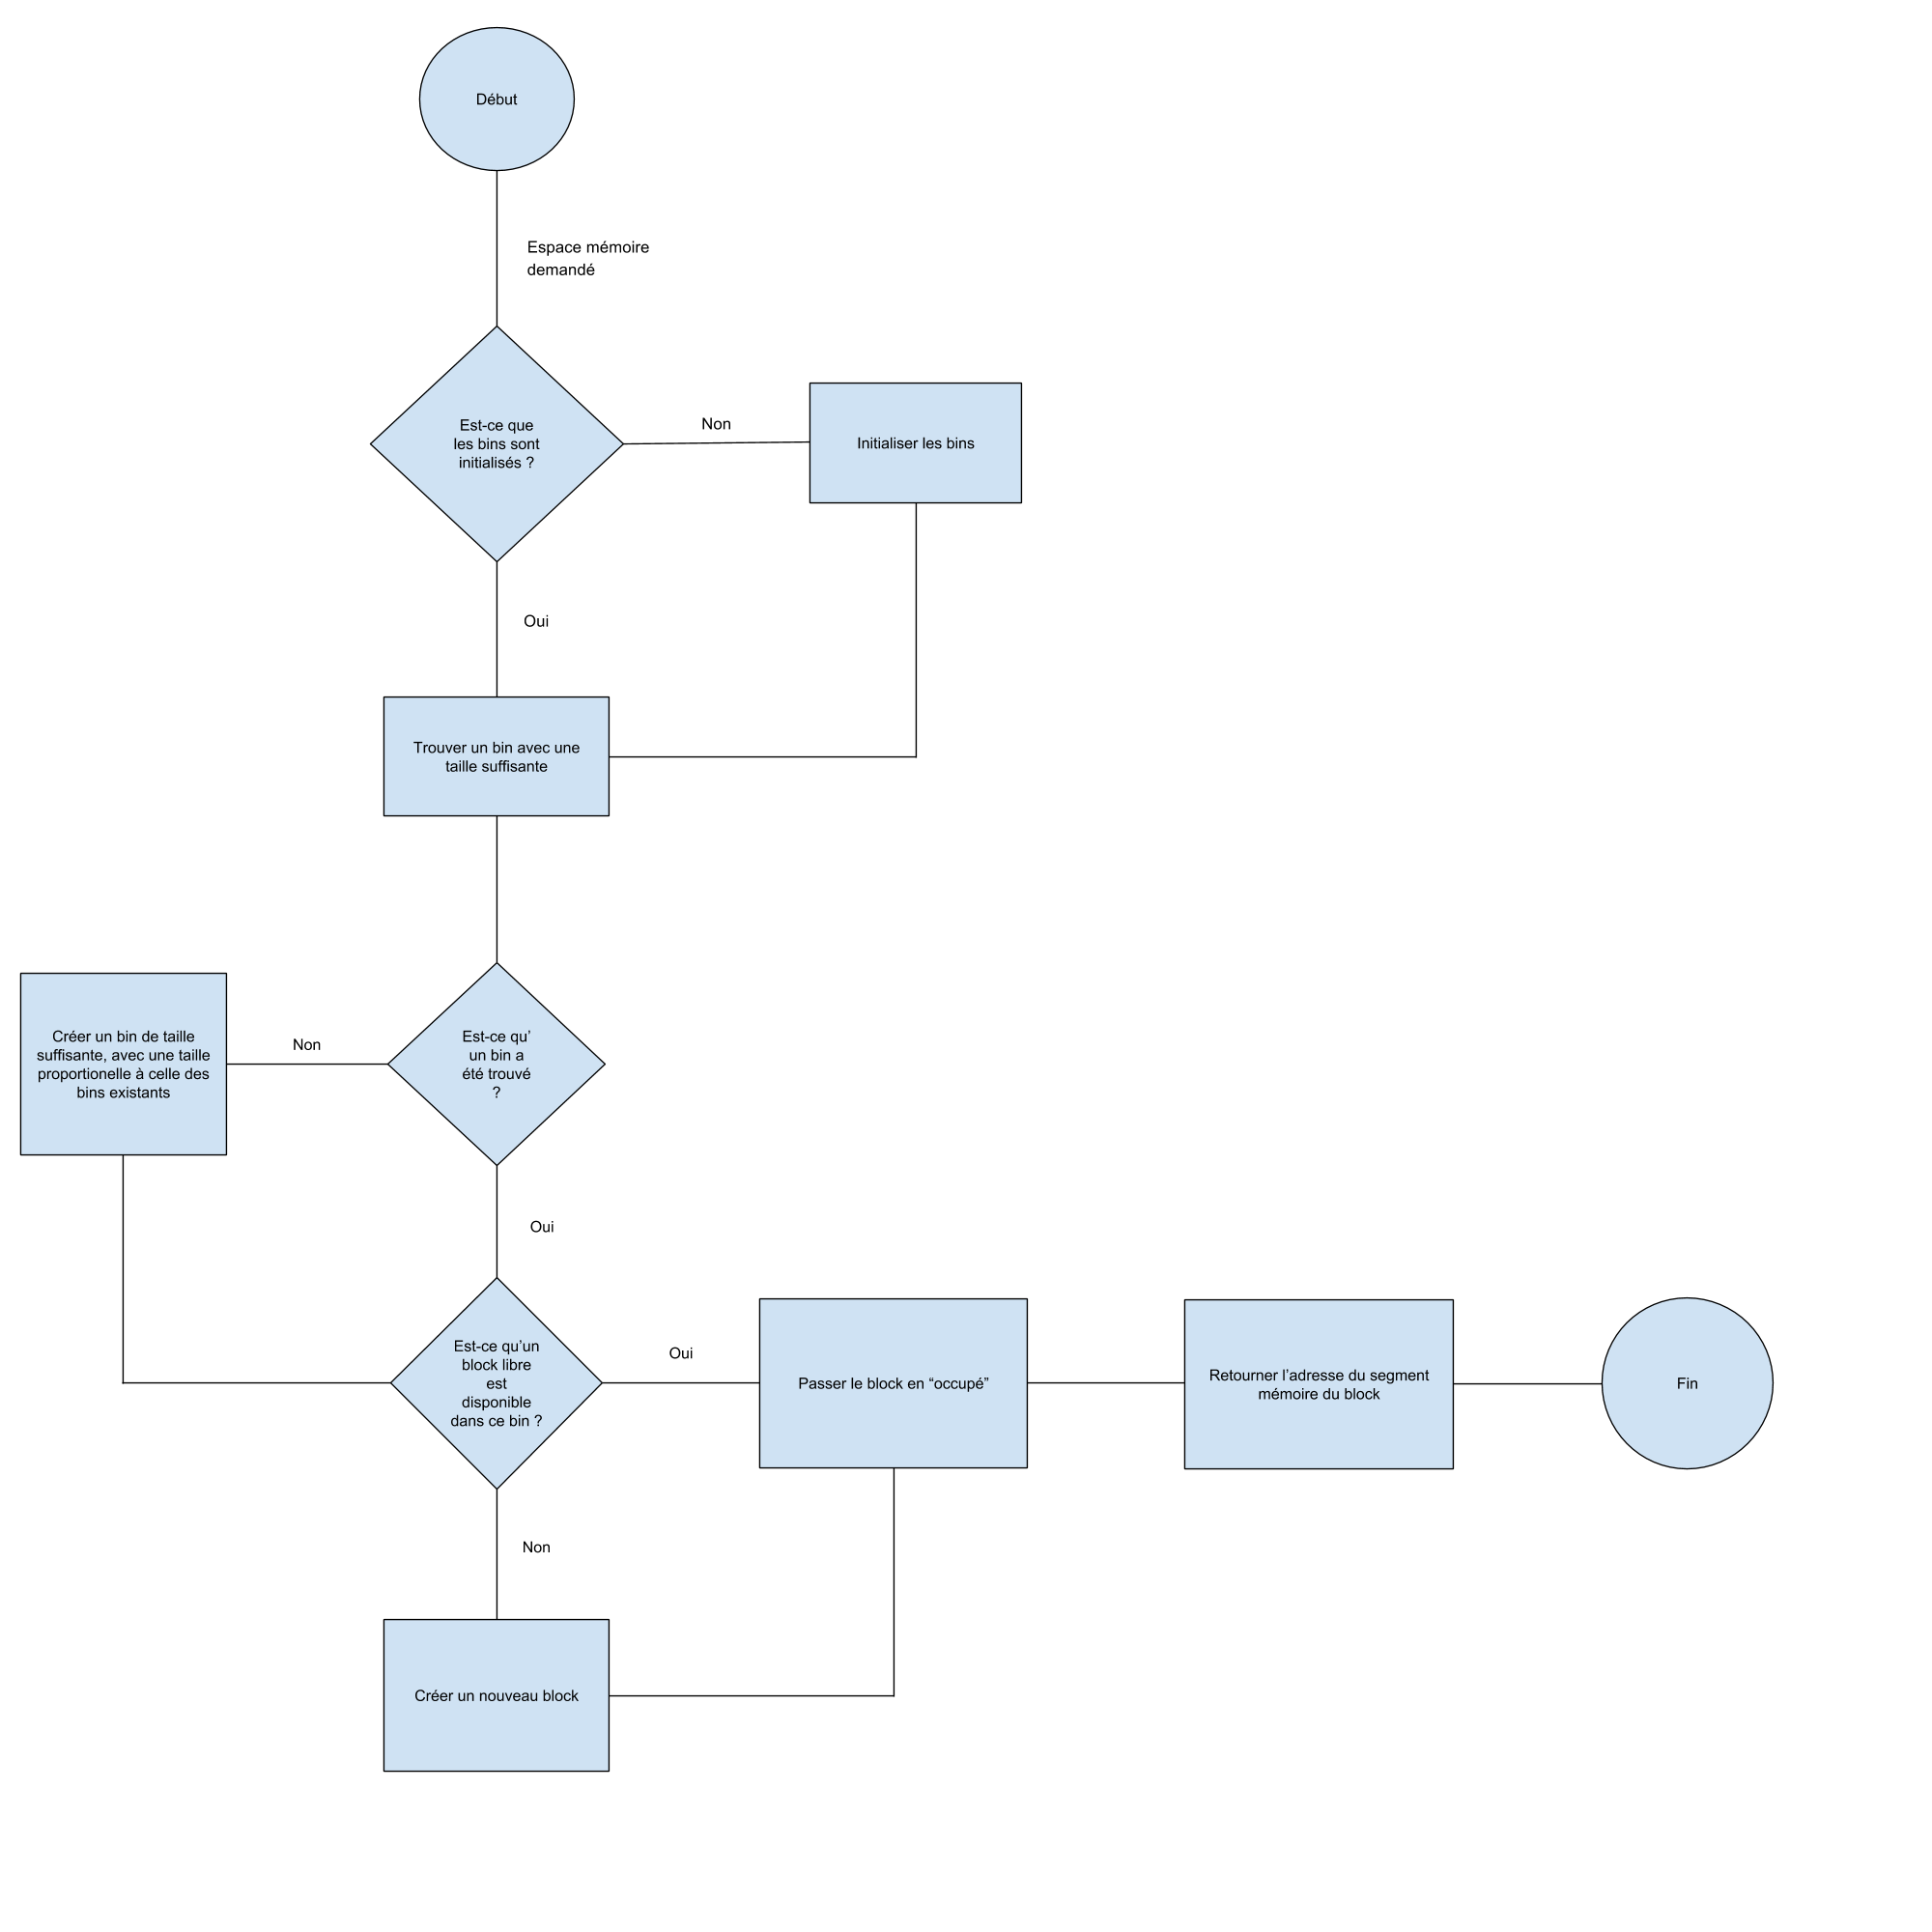 Début
Espace mémoire
demandé
Est-ce que
les bins sont
initialisés ?
Non
Initialiser les bins
Oui
Trouver un bin avec une
taille suffisante
Créer un bin de taille
suffisante, avec une taille
proportionelle à celle des
bins existants
Non
Est-ce qu’
un bin a
été trouvé
?
Oui
Est-ce qu’un
block libre
est
disponible
dans ce bin ?
Oui
Passer le block en “occupé”
Retourner l’adresse du segment
mémoire du block
Fin
Non
Créer un nouveau block